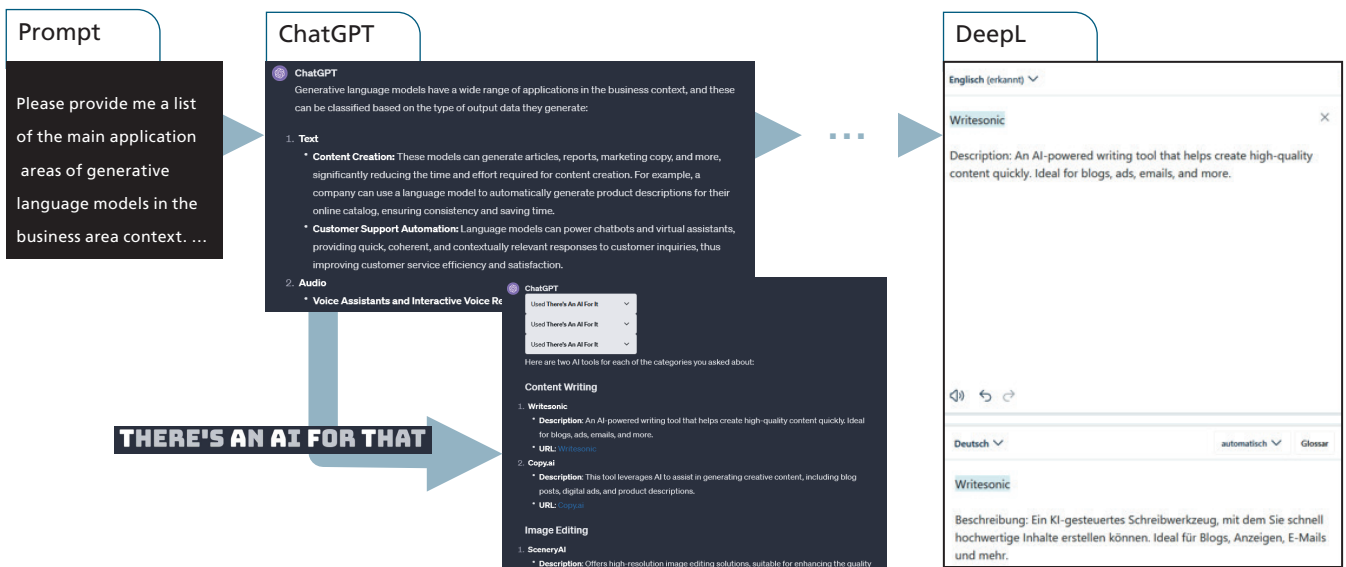 Prompt
Please provide me a list
of the main application
areas of generative
language models in the
business area context. ...
ChatGPT
ChatGPT
Generative language models have a wide range of applications in the business context, and these
can be classified based on the type of output data they generate:
1. Text
• Content Creation: These models can generate articles, reports, marketing copy, and more,
significantly reducing the time and effort required for content creation. For example, a
company can use a language model to automatically generate product descriptions for their
online catalog, ensuring consistency and saving time.
• Customer Support Automation: Language models can power chatbots and virtual assistants,
providing quick, coherent, and contextually relevant responses to customer inquiries, thus
improving customer service efficiency and satisfaction.
2. Audio
• Voice Assistants and Interactive Voice Re
THERE'S AN AI FOR THAT
ChatGPT
Used There's An AI For It
Used There's An AI For It
Used There's An AI For It
Here are two AI tools for each of the categories you asked about:
Content Writing
1. Writesonic
• Description: An AI-powered writing tool that helps create high-quality content quickly. Ideal
for blogs, ads, emails, and more.
• URL: Writesonic
2. Copy.ai
• Description: This tool leverages AI to assist in generating creative content, including blog
posts, digital ads, and product descriptions.
• URL: Copy.ai
Image Editing
1. SceneryAI
• Description: Offers high-resolution image editing solutions, suitable for enhancing the quality
...
DeepL
Englisch (erkannt)
Writesonic
Description: An AI-powered writing tool that helps create high-quality
content quickly. Ideal for blogs, ads, emails, and more.
Deutsch automatisch Glossar
Writesonic
Beschreibung: Ein KI-gesteuertes Schreibwerkzeug, mit dem Sie schnell
hochwertige Inhalte erstellen können. Ideal für Blogs, Anzeigen, E-Mails
und mehr.